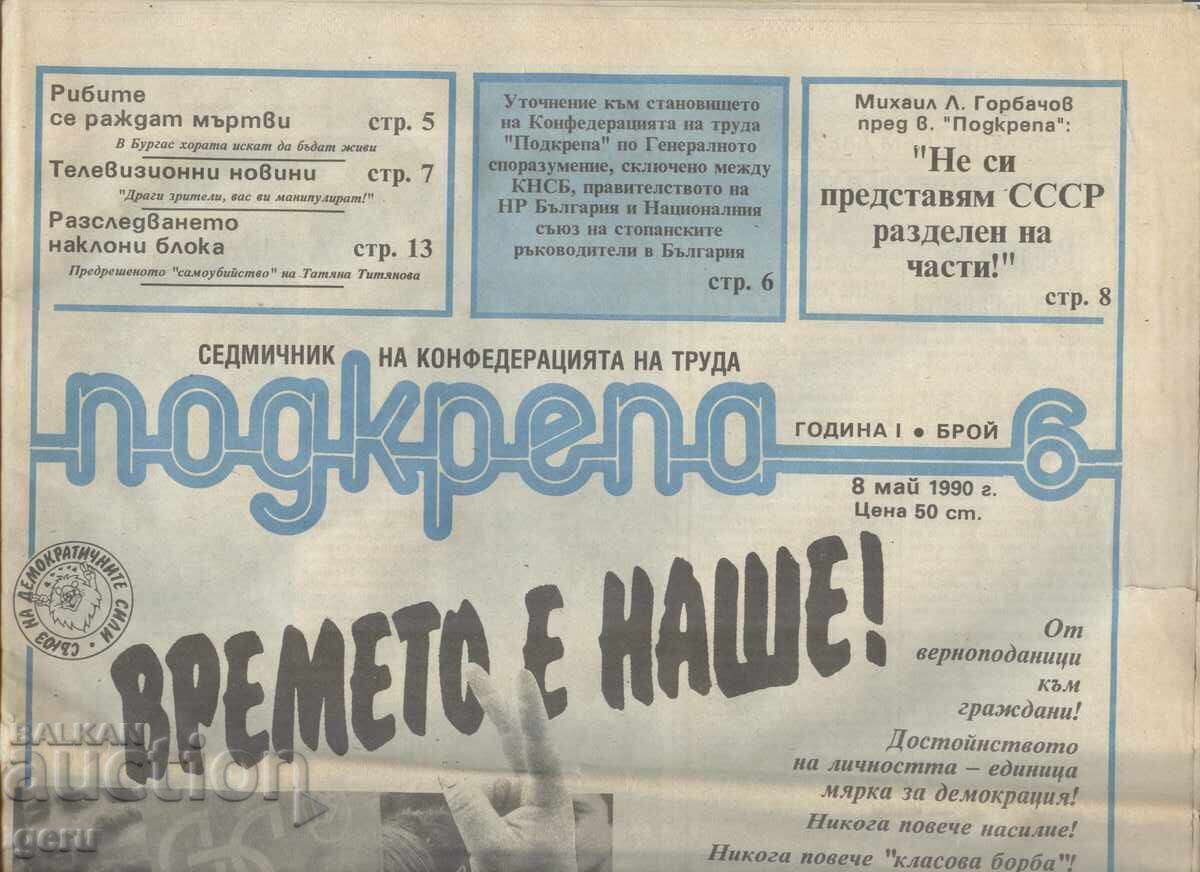 Рибите
се раждат мъртви стр. 5
В Бургас хората искат да бъдат живи
Телевизионни новини стр. 7
"Драги зрители, вас ви манипулират!"
Разследването
наклони блока стр. 13
Предрешеното "самоубийство" на Татяна Титянова
Уточнение към становището
на Конфедерацията на труда
"Подкрепа" по Генералното
споразумение, сключено между
КНСБ, правителството на
НР България и Националния
съюз на стопанските
ръководители в България
стр. 6
Михаил Л. Горбачов
пред в. "Подкрепа":
"Не си
представям СССР
разделен на
части!"
стр. 8
СЕДМИЧНИК НА КОНФЕДЕРАЦИЯТА НА ТРУДА
подкрепа
ГОДИНА I • БРОЙ 6
8 май 1990 г.
Цена 50 ст.
СЪЮЗ НА ДЕМОКРАТИЧНИТЕ СИЛИ •
ВРЕМЕТО Е НАШЕ!
От
верноподаници
към
граждани!
Достойнството
на личността – единица
мярка за демокрация!
Никога повече насилие!
Никога повече "класова борба"!
BALKAN
auction
geru